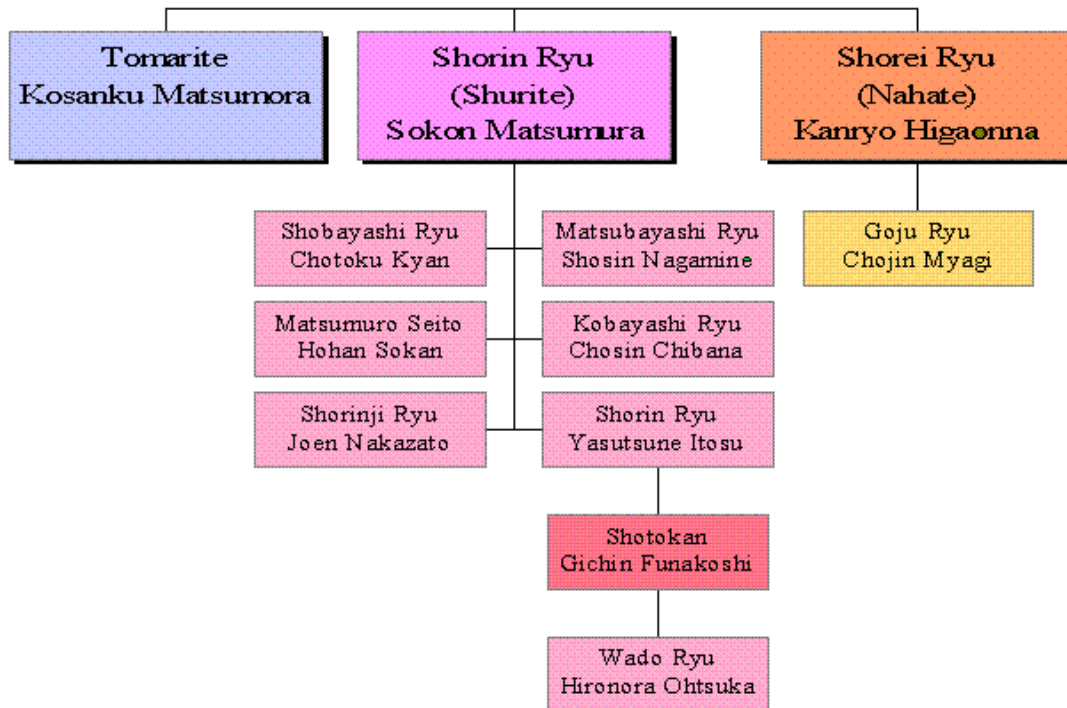 Tomarite
Kosanku Matsumora
Shorin Ryu
(Shurite)
Sokon Matsumura
Shorei Ryu
(Nahate)
Kanryo Higaonna
Shobayashi Ryu
Chotoku Kyan
Matsubayashi Ryu
Shosin Nagamine
Goju Ryu
Chojin Myagi
Matsumuro Seito
Hohan Sokan
Kobayashi Ryu
Chosin Chibana
Shorinji Ryu
Joen Nakazato
Shorin Ryu
Yasutsune Itosu
Shotokan
Gichin Funakoshi
Wado Ryu
Hironora Ohtsuka